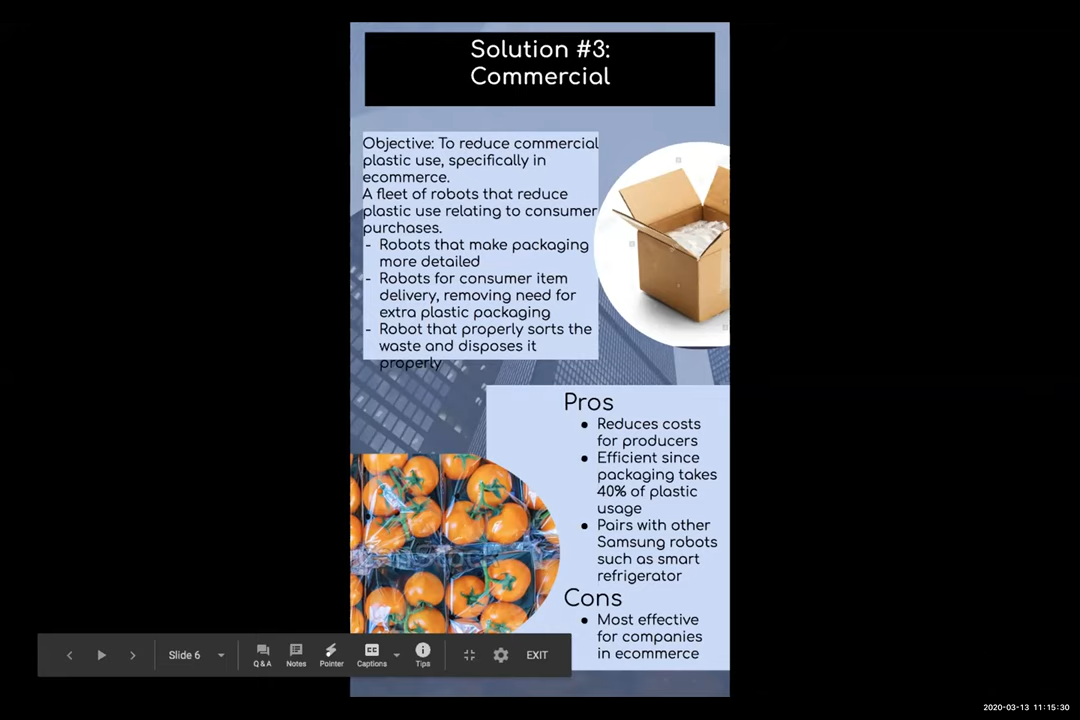 Solution #3:
Commercial
Objective: To reduce commercial
plastic use, specifically in
ecommerce.
A fleet of robots that reduce
plastic use relating to consumer
purchases.
- Robots that make packaging
more detailed
- Robots for consumer item
delivery, removing need for
extra plastic packaging
- Robot that properly sorts the
waste and disposes it
properly
Pros
● Reduces costs
for producers
● Efficient since
packaging takes
40% of plastic
usage
● Pairs with other
Samsung robots
such as smart
refrigerator
Cons
● Most effective
for companies
in ecommerce
Slide 6
Q&A
Notes
Pointer
Captions
Tips
EXIT
2020-03-13 11:15:30